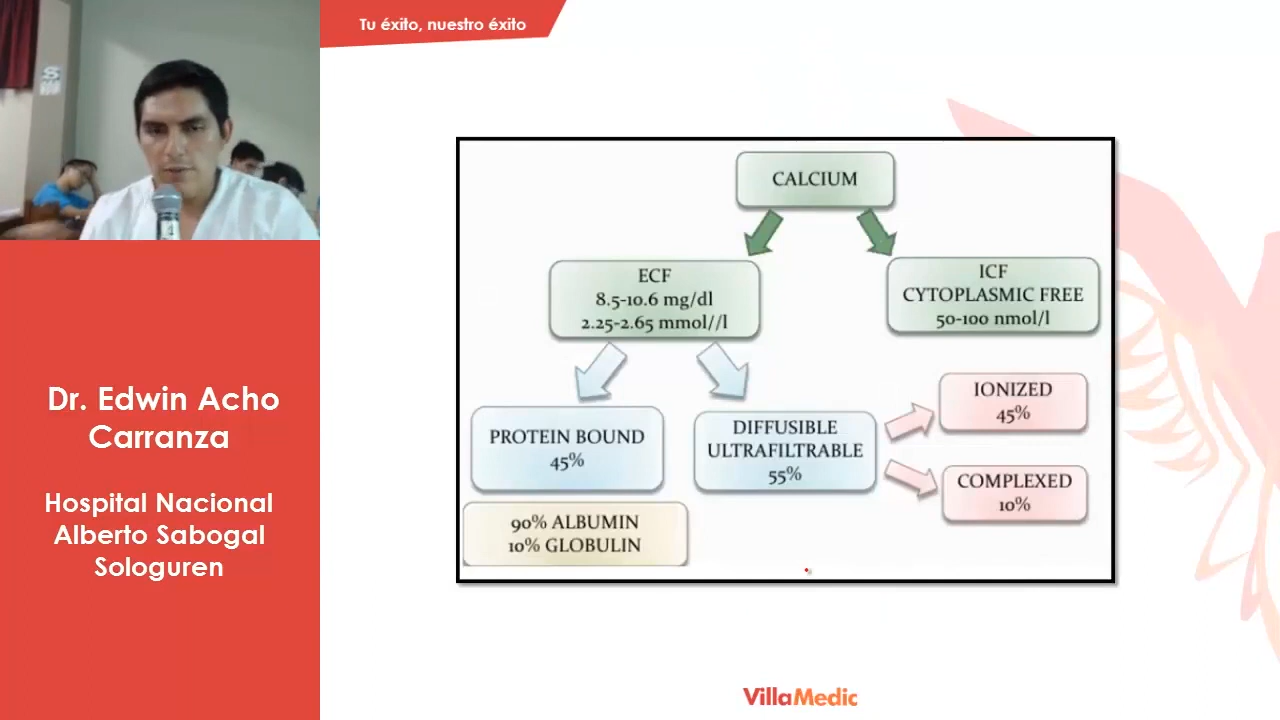 Tu éxito, nuestro éxito
CALCIUM
ECF
8.5-10.6 mg/dl
2.25-2.65 mmol//l
ICF
CYTOPLASMIC FREE
50-100 nmol/l
PROTEIN BOUND
45%
DIFFUSIBLE
ULTRAFILTRABLE
55%
IONIZED
45%
COMPLEXED
10%
90% ALBUMIN
10% GLOBULIN
Dr. Edwin Acho
Carranza
Hospital Nacional
Alberto Sabogal
Sologuren
VillaMedic